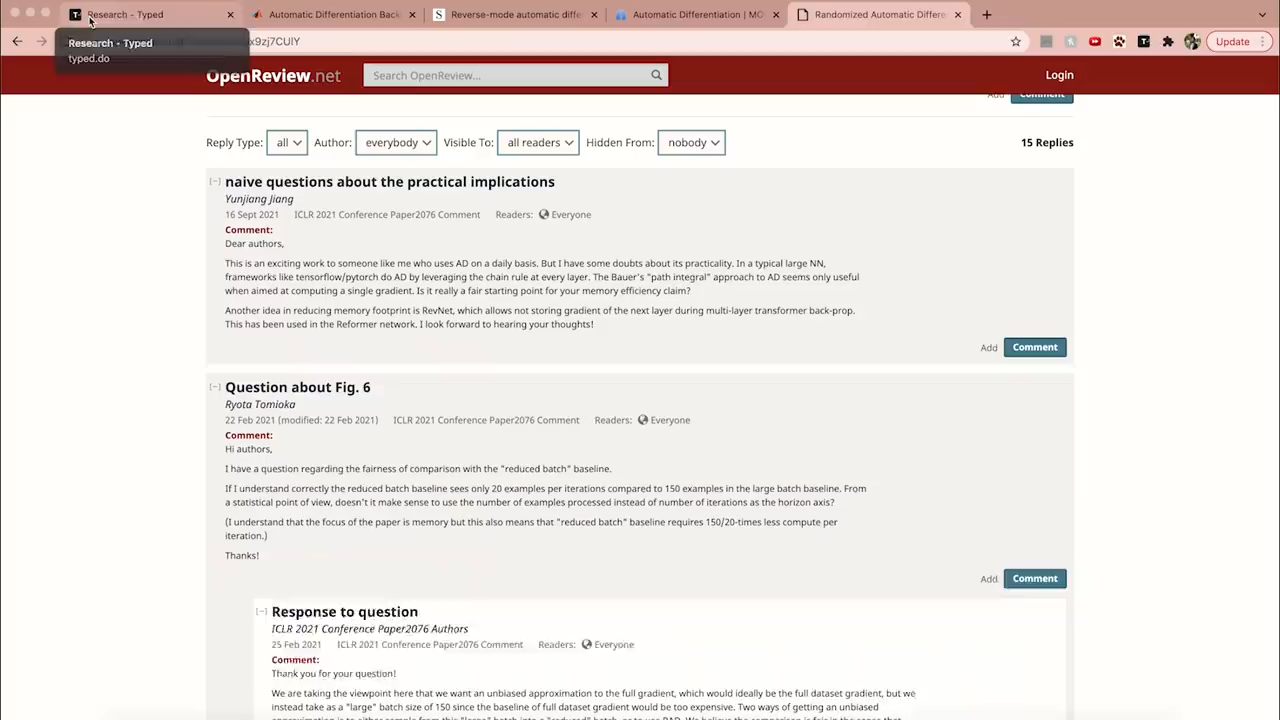 Research - Typed
Automatic Differentiation Back
Reverse-mode automatic diffe
Automatic Differentiation | MO
Randomized Automatic Differe
x9zj7CUlY
Update
Research - Typed
typed.do
OpenReview.net
Search OpenReview...
Login
Add Comment
Reply Type: all Author: everybody Visible To: all readers Hidden From: nobody 15 Replies
[–] naive questions about the practical implications
Yunjiang Jiang
16 Sept 2021 ICLR 2021 Conference Paper2076 Comment Readers: Everyone
Comment:
Dear authors,
This is an exciting work to someone like me who uses AD on a daily basis. But I have some doubts about its practicality. In a typical large NN,
frameworks like tensorflow/pytorch do AD by leveraging the chain rule at every layer. The Bauer's "path integral" approach to AD seems only useful
when aimed at computing a single gradient. Is it really a fair starting point for your memory efficiency claim?
Another idea in reducing memory footprint is RevNet, which allows not storing gradient of the next layer during multi-layer transformer back-prop.
This has been used in the Reformer network. I look forward to hearing your thoughts!
Add Comment
[–] Question about Fig. 6
Ryota Tomioka
22 Feb 2021 (modified: 22 Feb 2021) ICLR 2021 Conference Paper2076 Comment Readers: Everyone
Comment:
Hi authors,
I have a question regarding the fairness of comparison with the "reduced batch" baseline.
If I understand correctly the reduced batch baseline sees only 20 examples per iterations compared to 150 examples in the large batch baseline. From
a statistical point of view, doesn't it make sense to use the number of examples processed instead of number of iterations as the horizon axis?
(I understand that the focus of the paper is memory but this also means that "reduced batch" baseline requires 150/20-times less compute per
iteration.)
Thanks!
Add Comment
[–] Response to question
ICLR 2021 Conference Paper2076 Authors
25 Feb 2021 ICLR 2021 Conference Paper2076 Comment Readers: Everyone
Comment:
Thank you for your question!
We are taking the viewpoint here that we want an unbiased approximation to the full gradient, which would ideally be the full dataset gradient, but we
instead take as a "large" batch size of 150 since the baseline of full dataset gradient would be too expensive. Two ways of getting an unbiased